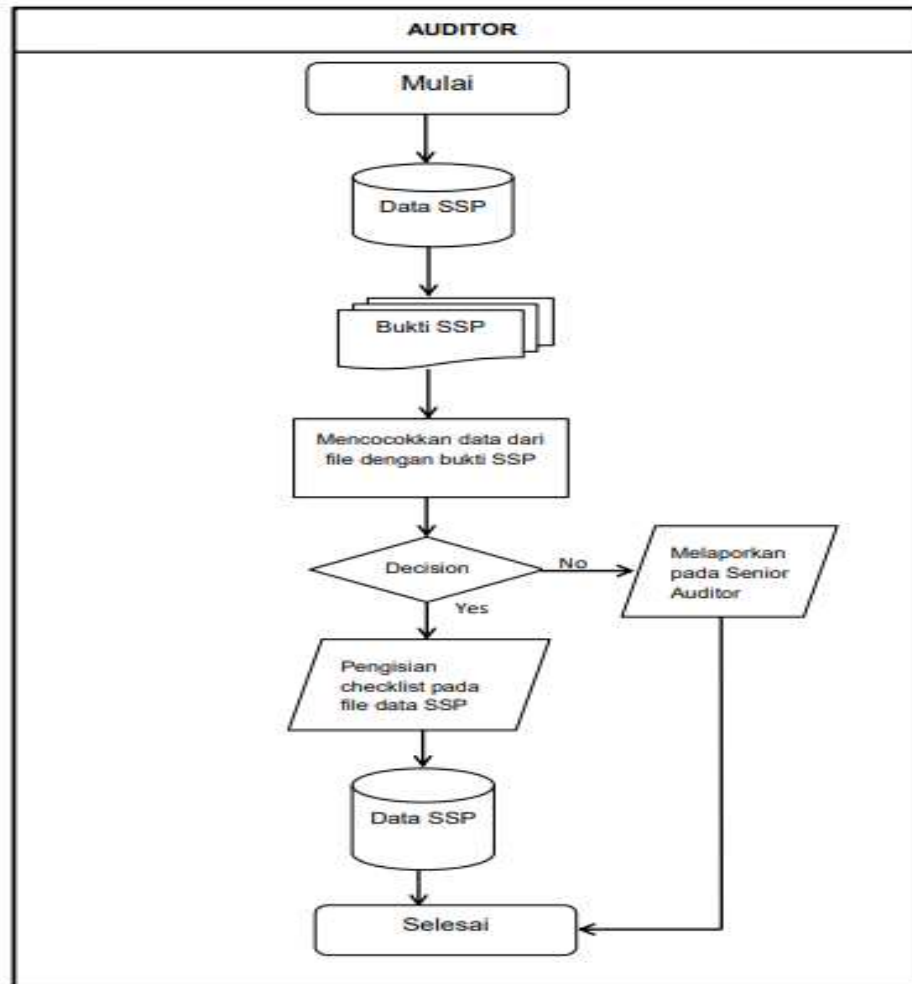 AUDITOR
Mulai
Data SSP
Bukti SSP
Mencocokkan data dari
file dengan bukti SSP
Decision
No
Melaporkan
pada Senior
Auditor
Yes
Pengisian
checklist pada
file data SSP
Data SSP
Selesai